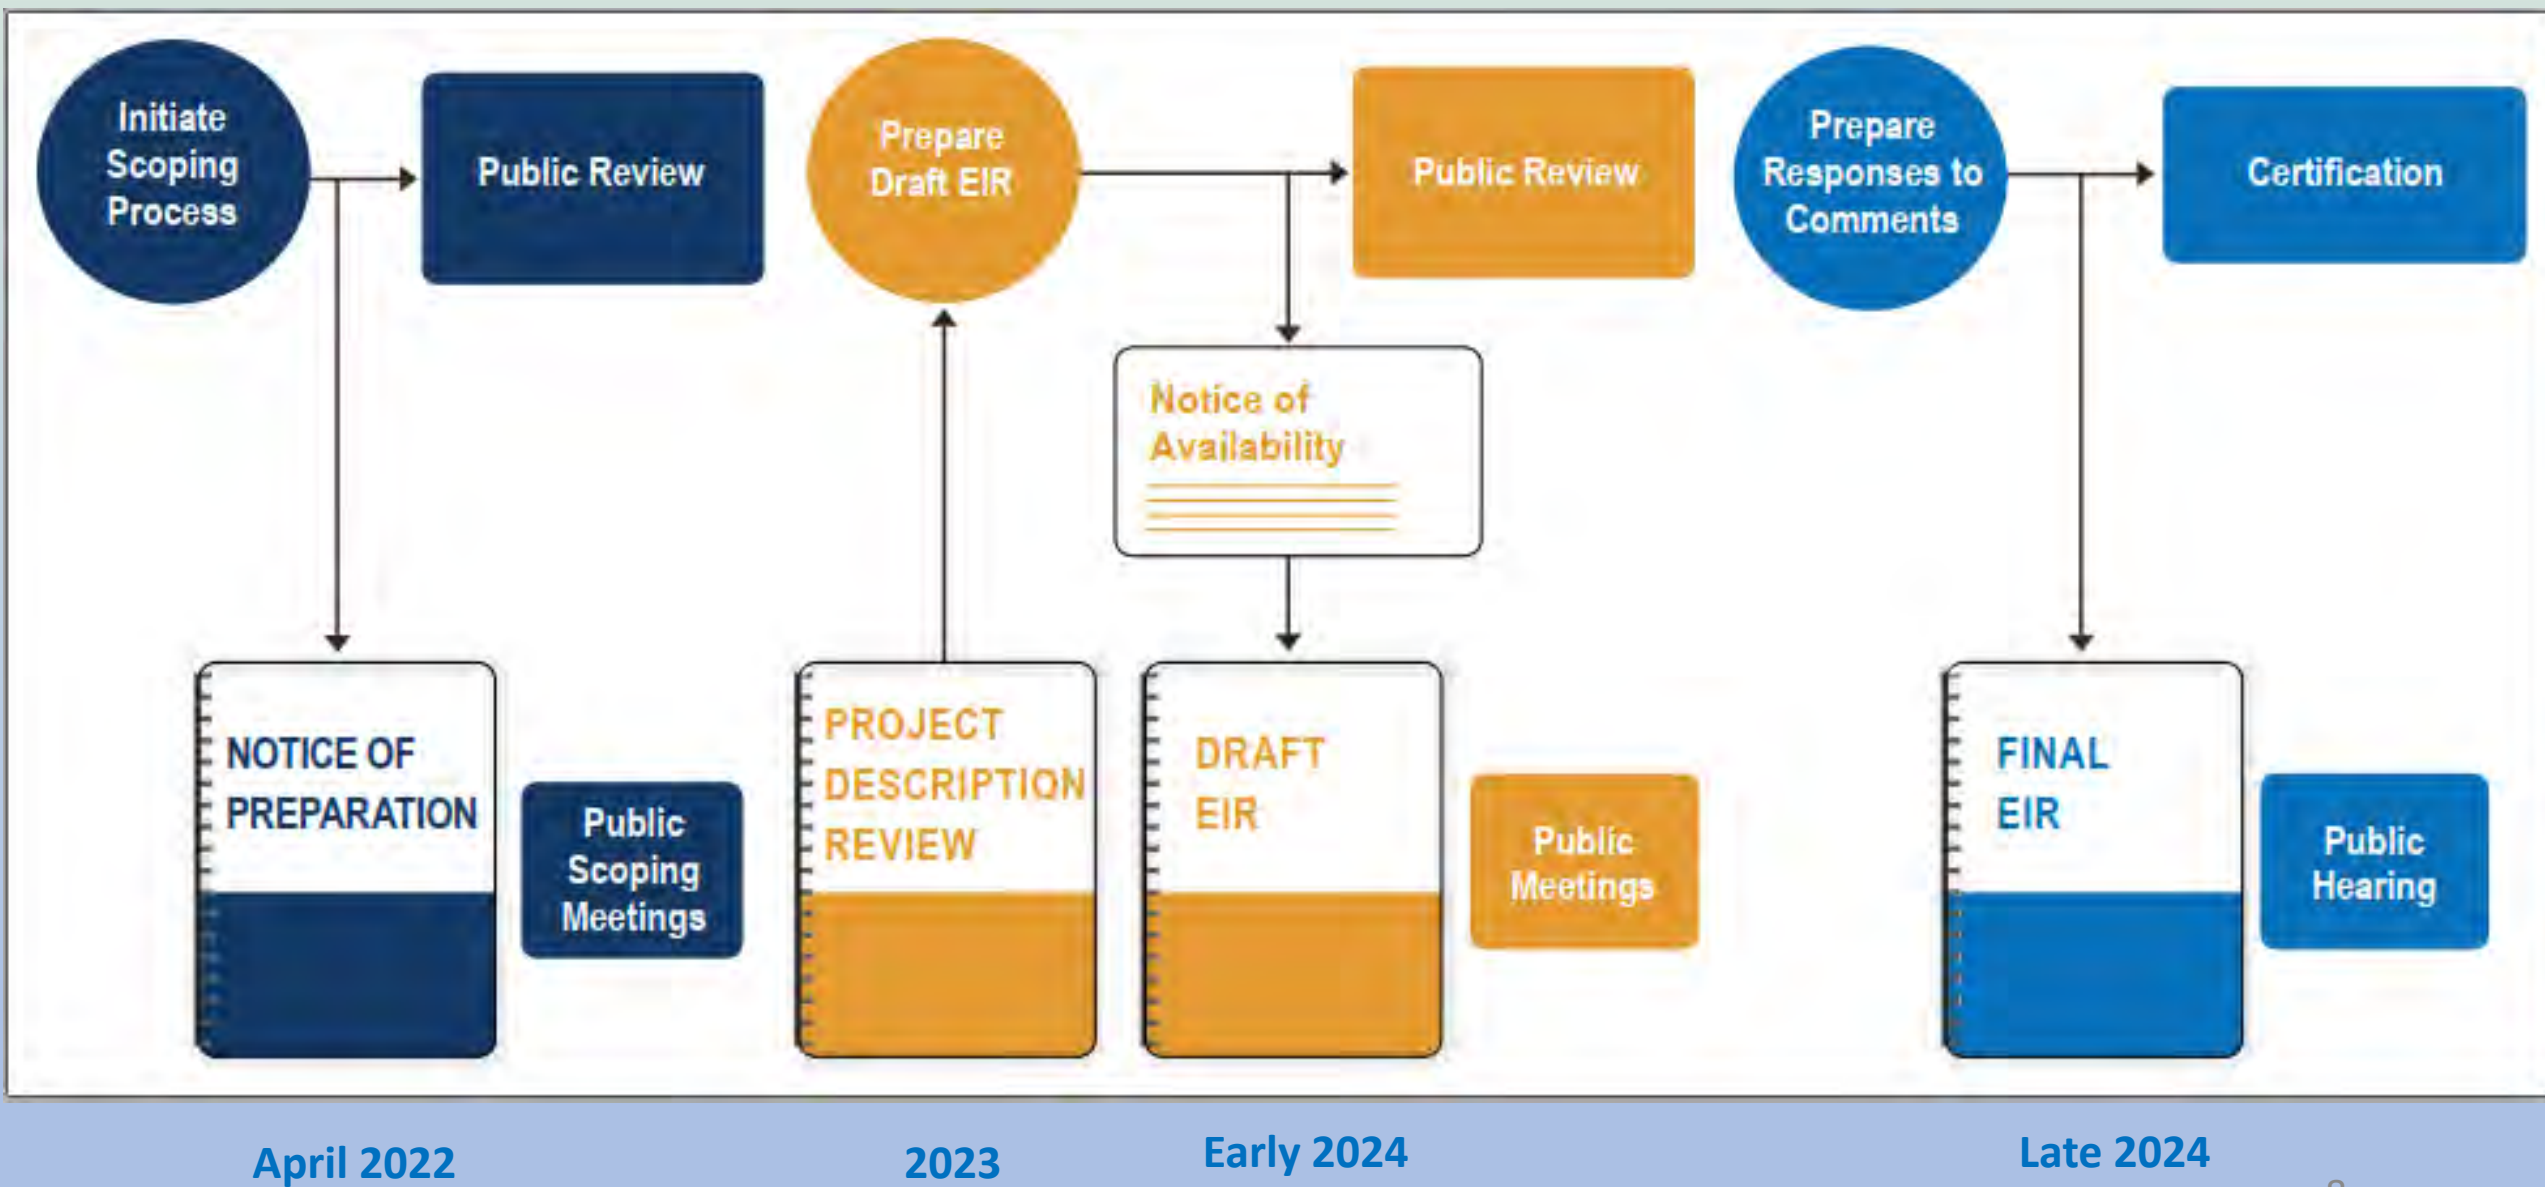 Initiate
Scoping
Process
Public Review
Prepare
Draft EIR
Public Review
Prepare
Responses to
Comments
Certification
Notice of
Availability
NOTICE OF
PREPARATION
Public
Scoping
Meetings
PROJECT
DESCRIPTION
REVIEW
DRAFT
EIR
Public
Meetings
FINAL
EIR
Public
Hearing
April 2022
2023
Early 2024
Late 2024